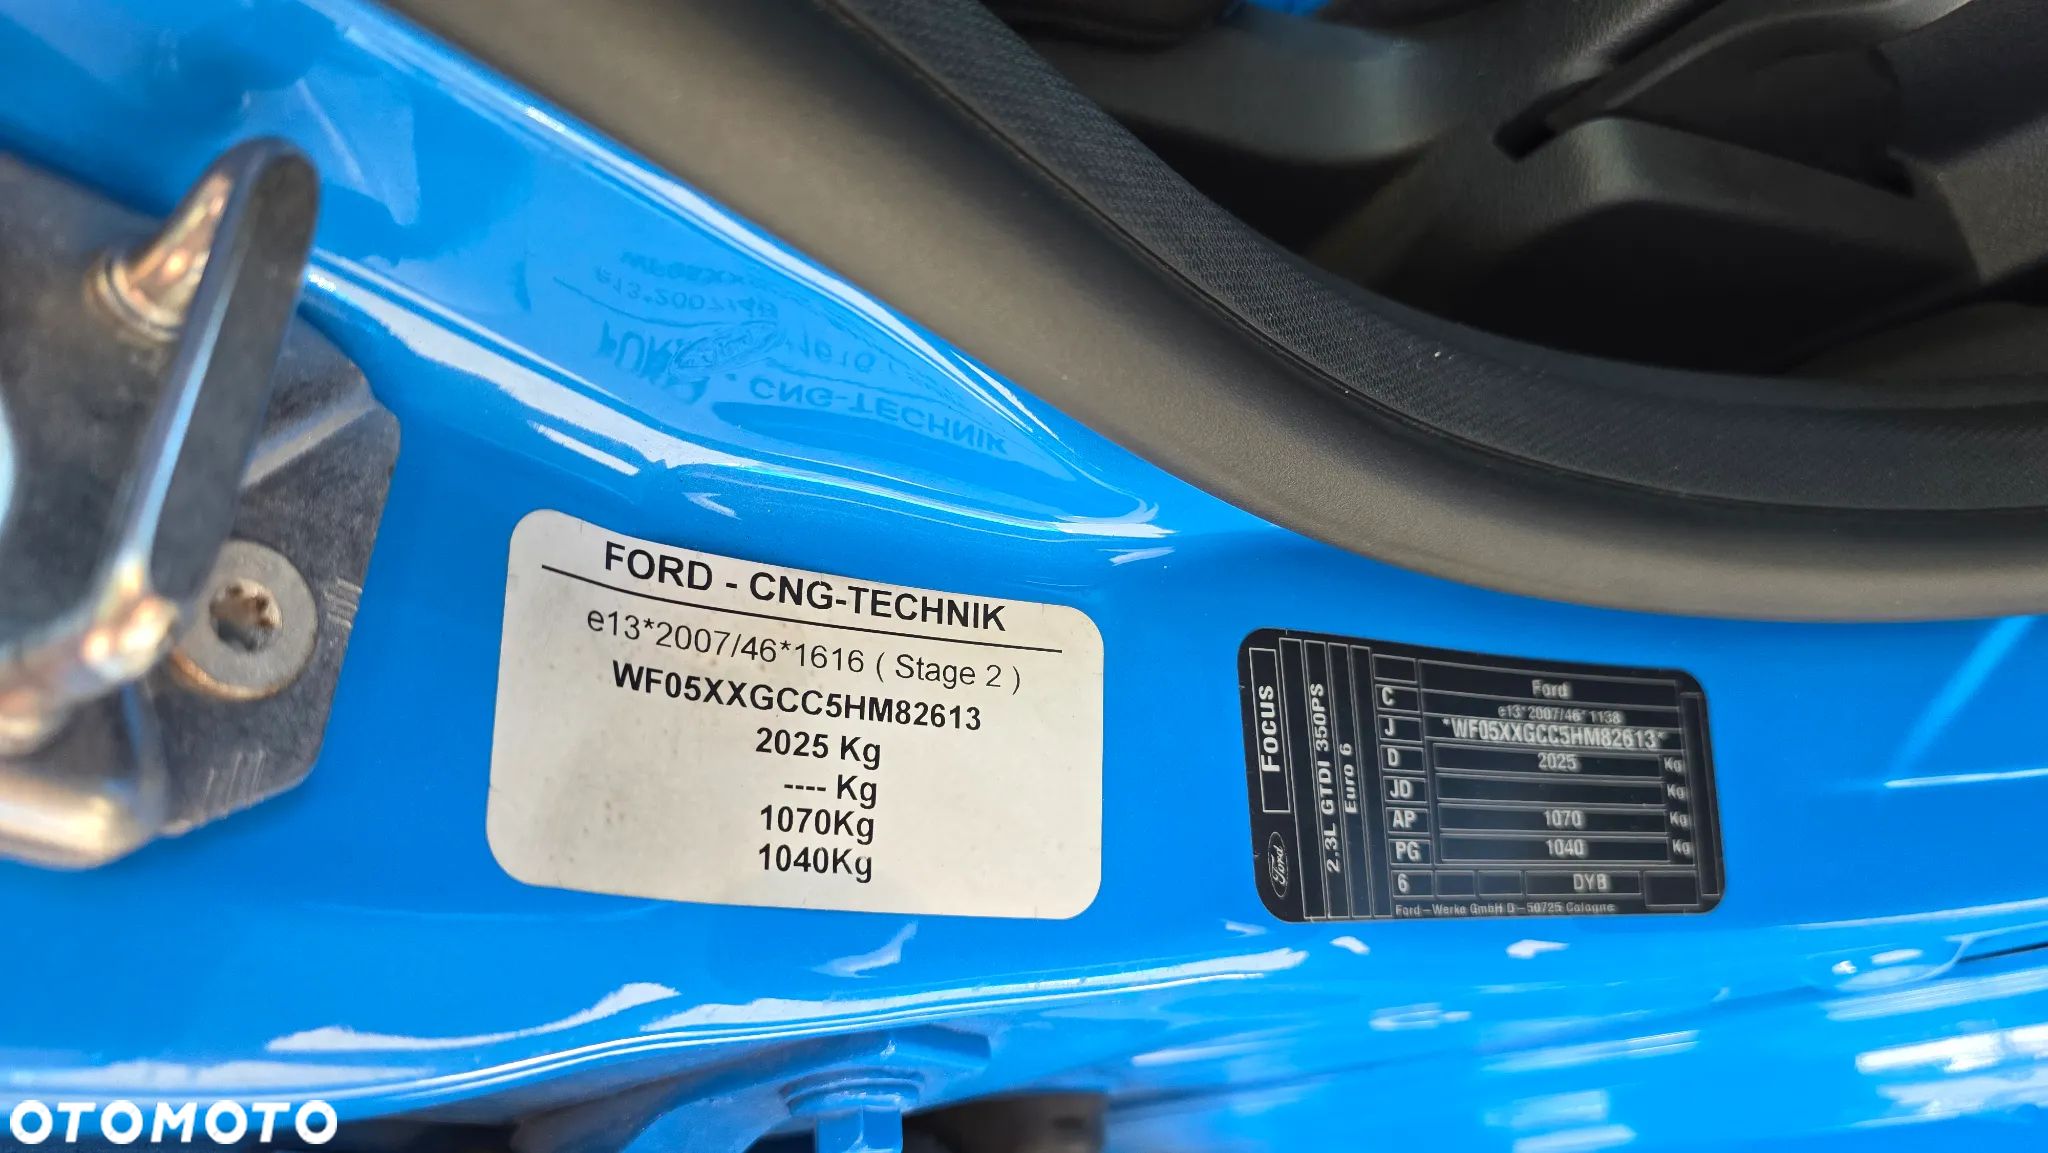 FORD - CNG-TECHNIK
e13*2007/46*1616 ( Stage 2 )
WF05XXGCC5HM82613
2025 Kg
---- Kg
1070Kg
1040Kg
Focus
Ford
2.3L GTDI 350PS
Euro 6
Ford
C e13*2007/46*1138
J *WF05XXGCC5HM82613*
D 2025 Kg
JD Kg
AP 1070 Kg
PG 1040 Kg
6 DYB
Ford-Werke GmbH D-50725 Cologne
OTOMOTO